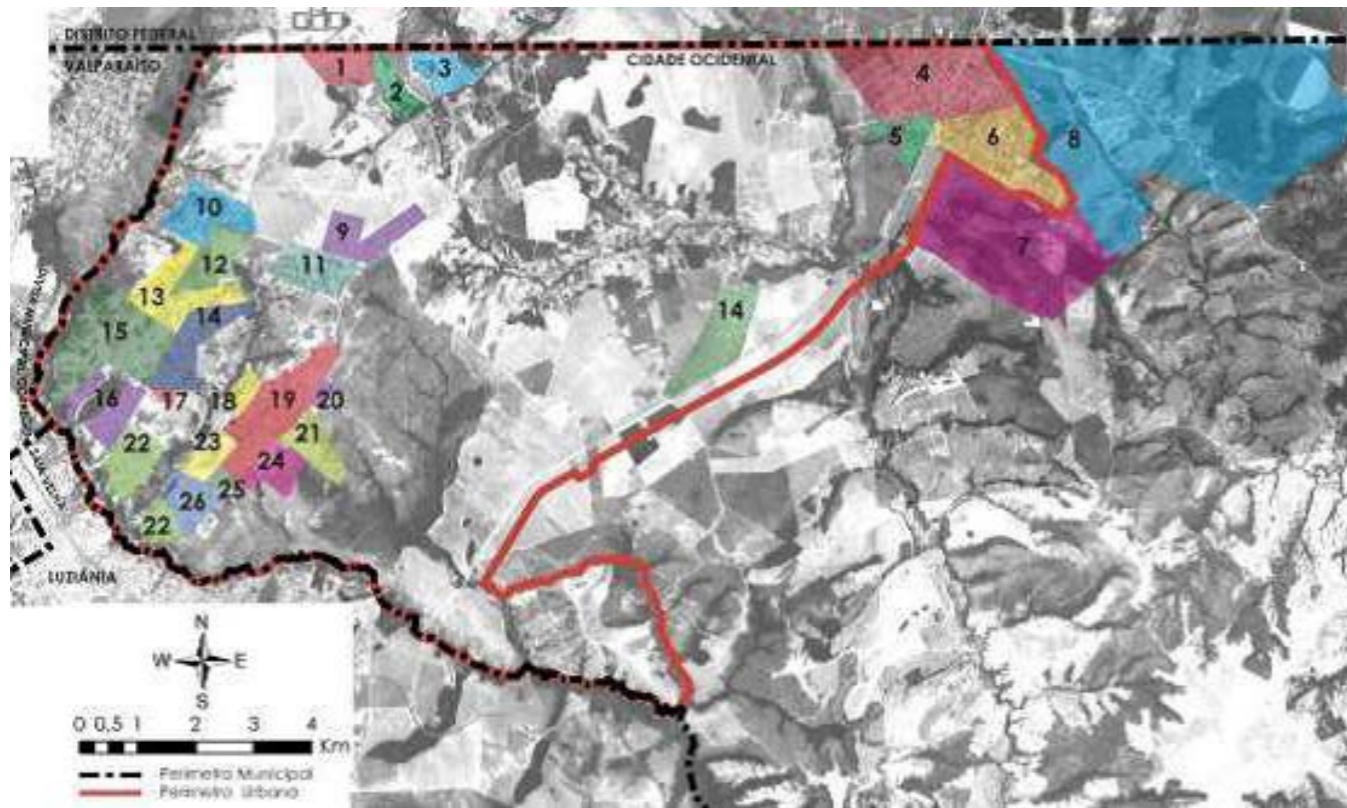 DISTRITO FEDERAL
VALPARAÍSO
CIDADE OCIDENTAL
1
2
3
4
5
6
7
8
9
10
11
12
13
14
14
15
16
17
18
19
20
21
22
23
24
25
26
22
LUZIÂNIA
N
W E
S
0 0,5 1 2 3 4
Km
Perímetro Municipal
Perímetro Urbano